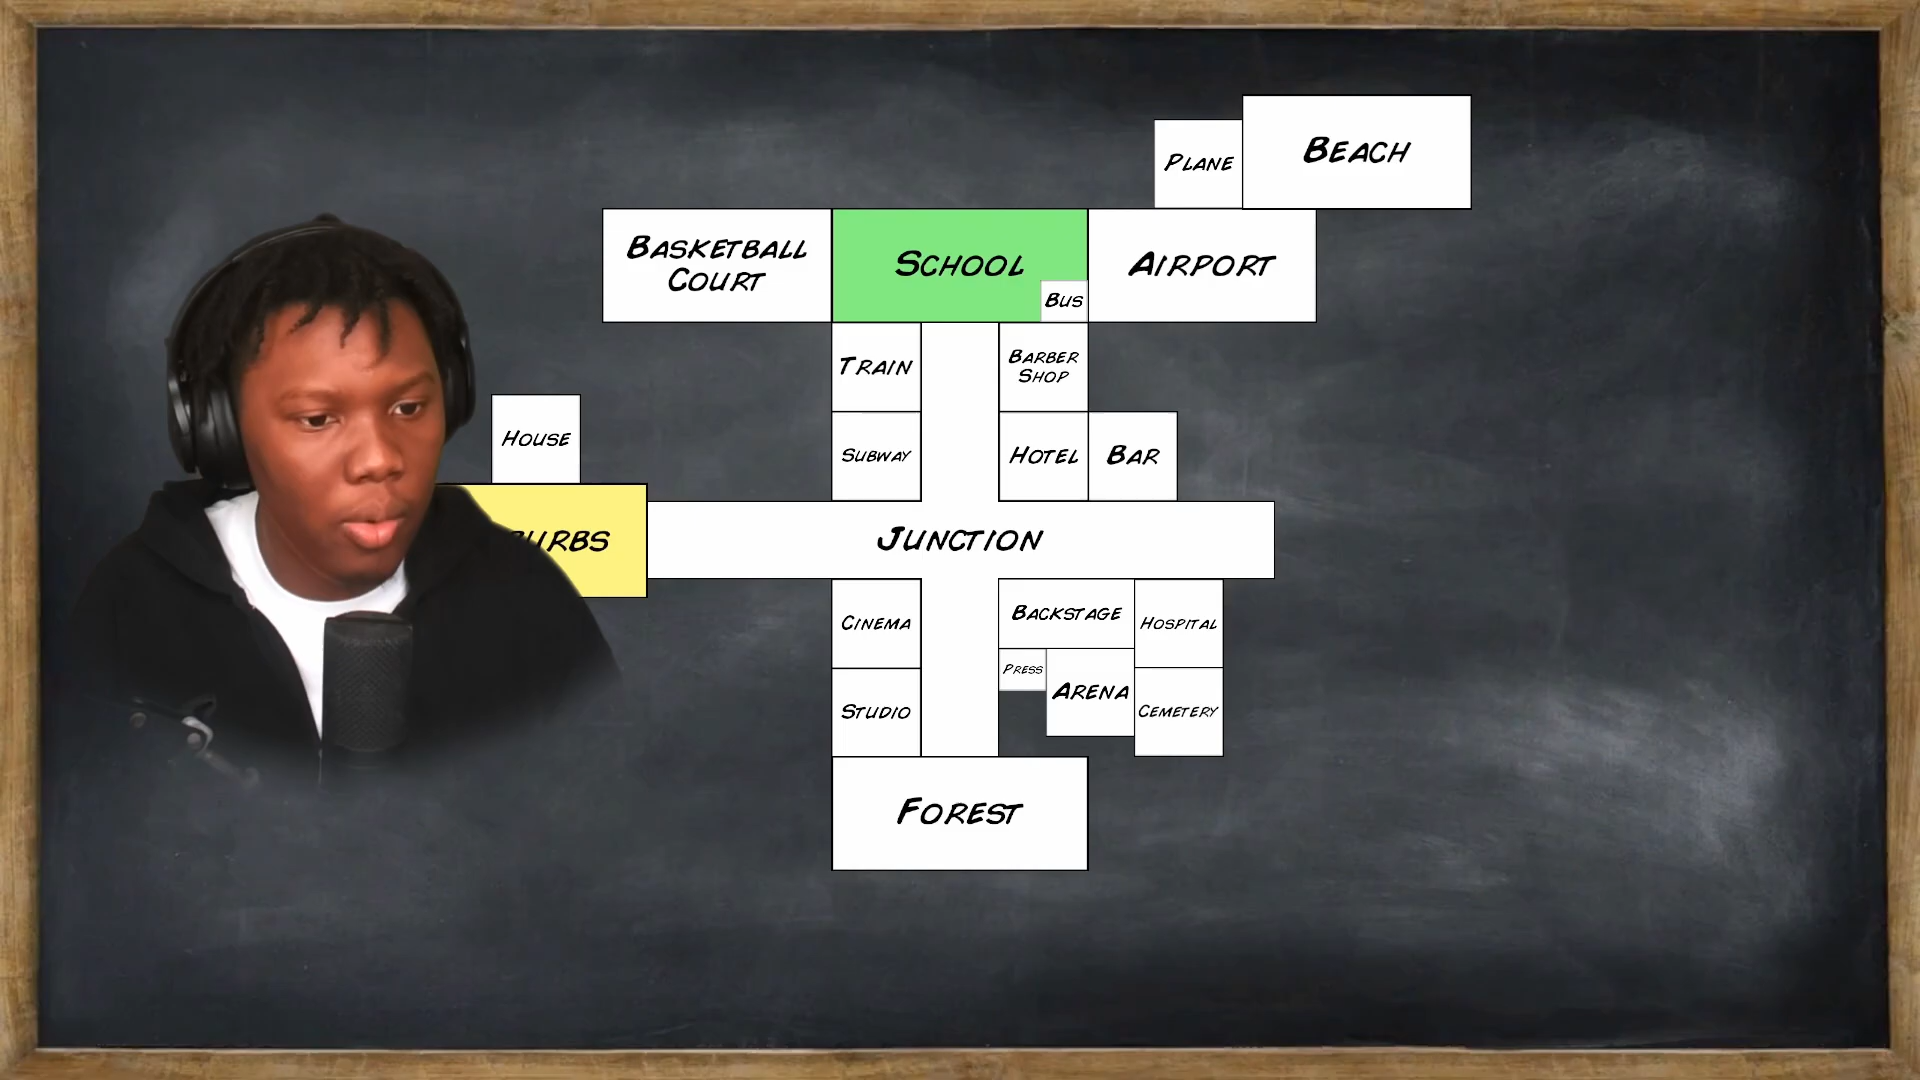 BEACH
PLANE
BASKETBALL
COURT
SCHOOL
AIRPORT
BUS
TRAIN
BARBER
SHOP
HOUSE
SUBWAY
HOTEL
BAR
JUNCTION
CINEMA
BACKSTAGE
HOSPITAL
PRESS
ARENA
STUDIO
CEMETERY
FOREST